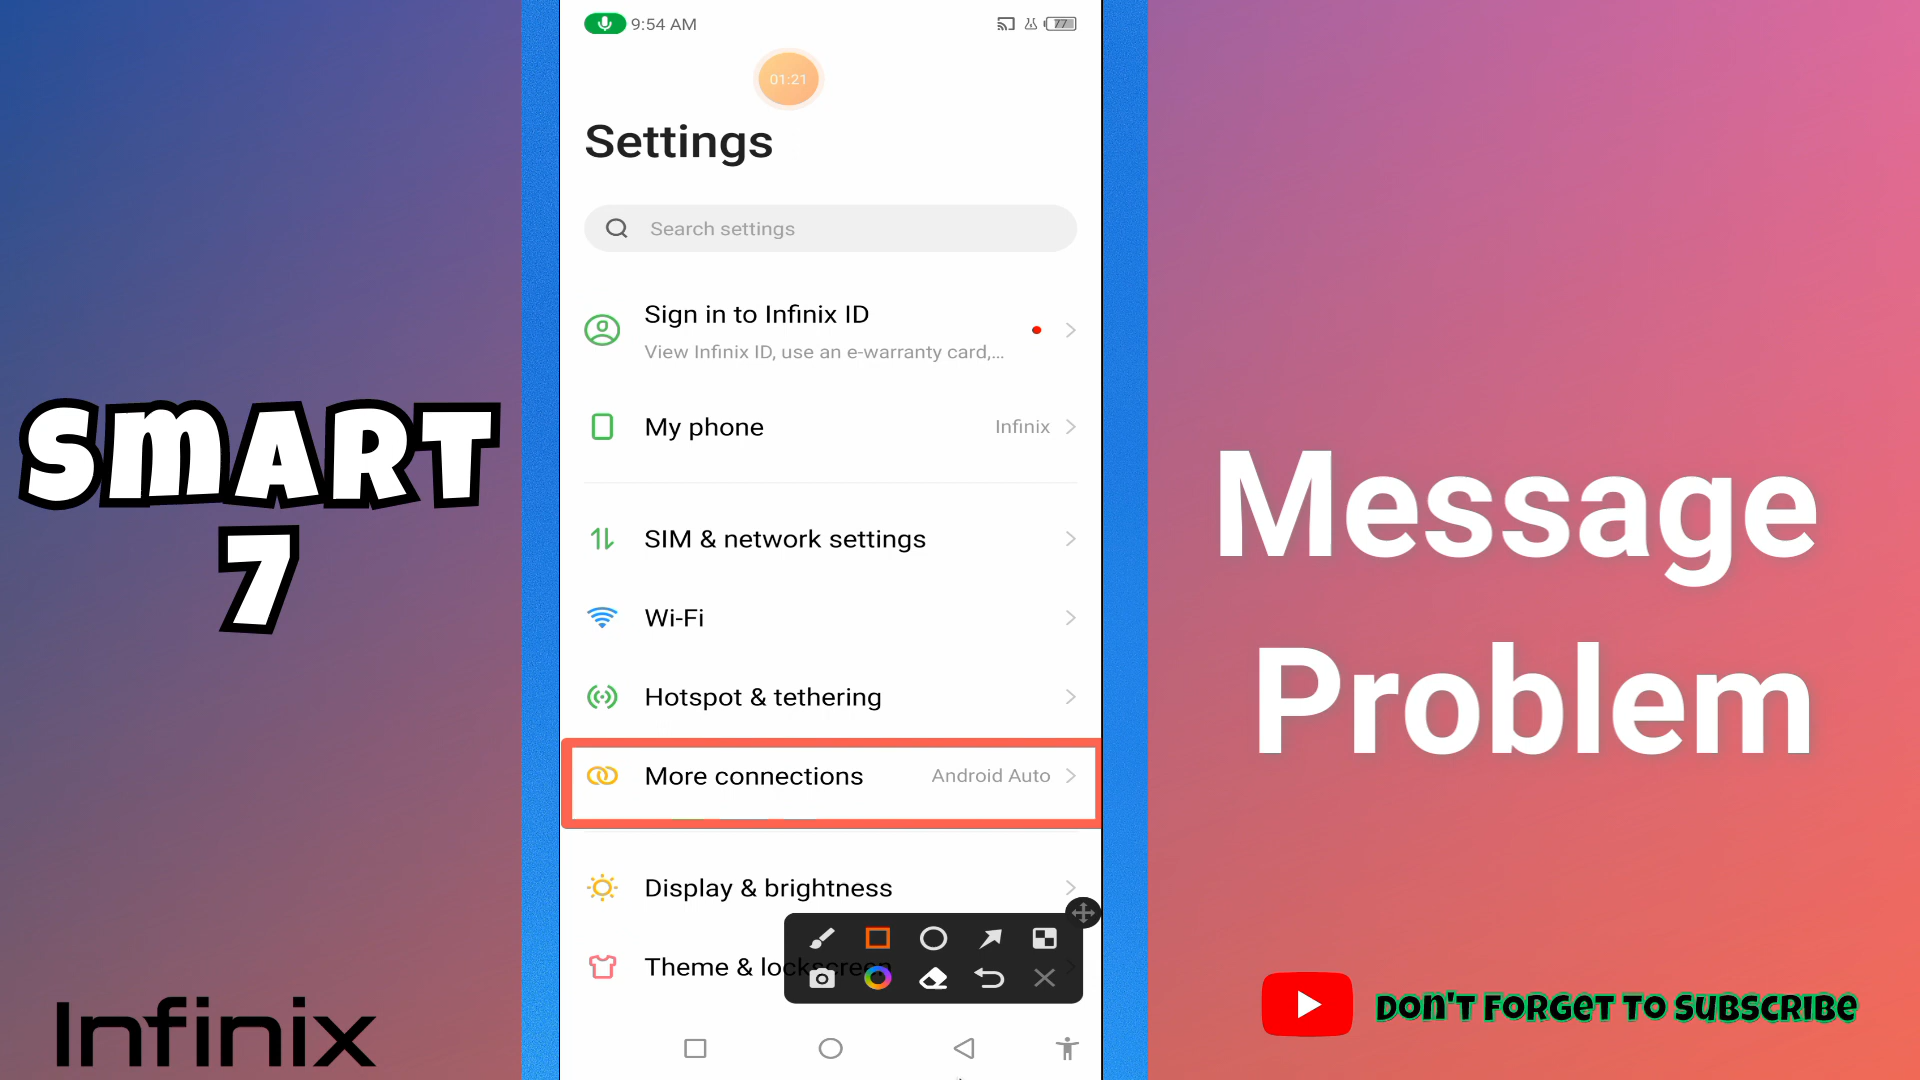 9:54 AM
77
01:21
Settings
Search settings
Sign in to Infinix ID
View Infinix ID, use an e-warranty card,...
My phone
Infinix
SIM & network settings
Wi-Fi
Hotspot & tethering
More connections
Android Auto
Display & brightness
Theme & lockscreen
SMART
7
Infinix
Message
Problem
DON'T FORGET TO SUBSCRIBE